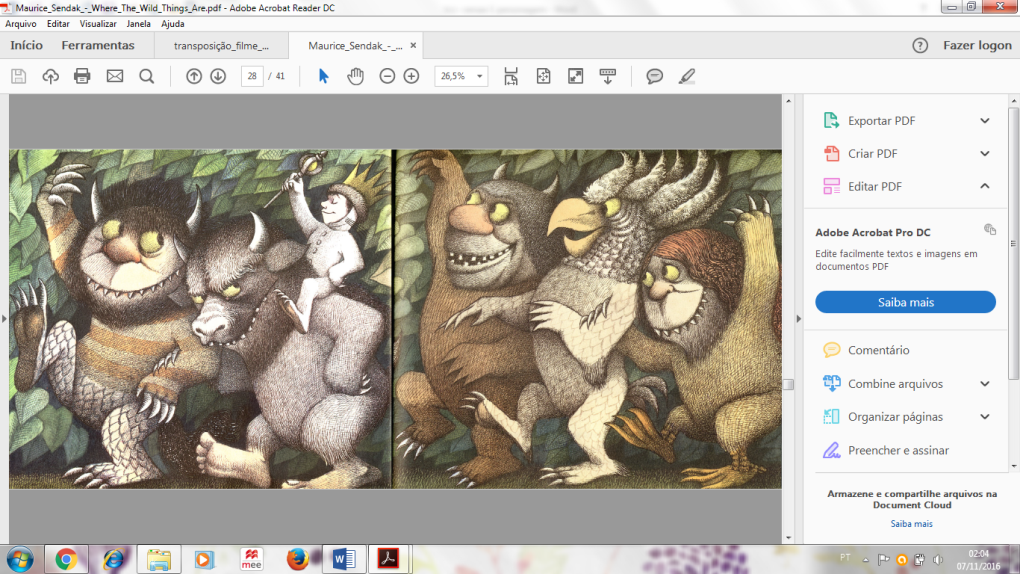 Maurice_Sendak_-_Where_The_Wild_Things_Are.pdf - Adobe Acrobat Reader DC
Arquivo Editar Visualizar Janela Ajuda
Início Ferramentas transposição_filme_... Maurice_Sendak_-_... × ? Fazer logon
28 / 41 26,5%
Exportar PDF
Criar PDF
Editar PDF
Adobe Acrobat Pro DC
Edite facilmente textos e imagens em
documentos PDF
Saiba mais
Comentário
Combine arquivos
Organizar páginas
Preencher e assinar
Armazene e compartilhe arquivos na
Document Cloud
Saiba mais
mee
PT
02:04
07/11/2016